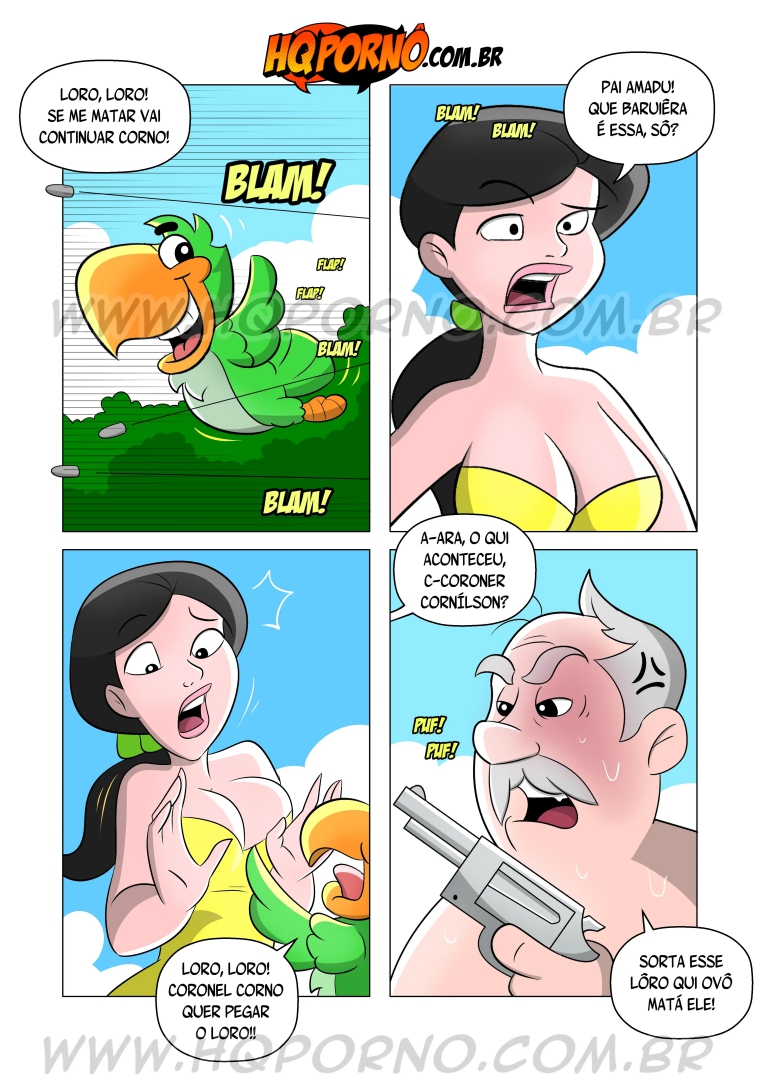 HQPORNÔ.COM.BR
LORO, LORO!
SE ME MATAR VAI
CONTINUAR CORNO!
BLAM!
FLAP!
FLAP!
BLAM!
BLAM!
PAI AMADU!
QUE BARUIÊRA
É ESSA, SÔ?
BLAM!
BLAM!
WWW.HQPORNO.COM.BR
LORO, LORO!
CORONEL CORNO
QUER PEGAR
O LORO!!
A-ARA, O QUI
ACONTECEU,
C-CORONER
CORNÍLSON?
PUF!
PUF!
SORTA ESSE
LÔRO QUI OVÔ
MATÁ ELE!
WWW.HQPORNO.COM.BR